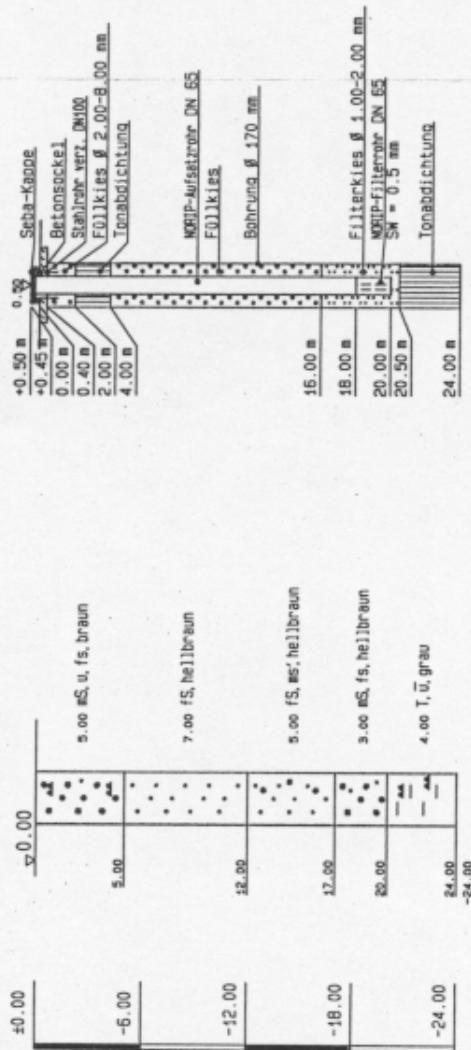 ±0.00
-6.00
-12.00
-18.00
-24.00
▽0.00
5.00
12.00
17.00
20.00
24.00
-24.00
5.00 mS, u, fs, braun
7.00 fS, hellbraun
5.00 fS, ms', hellbraun
3.00 mS, fs, hellbraun
4.00 T, u̅, grau
+0.50 m
+0.45 m
0.00 m
0.40 m
2.00 m
4.00 m
16.00 m
18.00 m
20.00 m
20.50 m
24.00 m
0.50
Seba-Kappe
Betonsockel
Stahlrohr verz. DN100
Füllkies Ø 2.00-8.00 mm
Tonabdichtung
NORIP-Aufsatzrohr DN 65
Füllkies
Bohrung Ø 170 mm
Filterkies Ø 1.00-2.00 mm
NORIP-Filterrohr DN 65
SW = 0.5 mm
Tonabdichtung